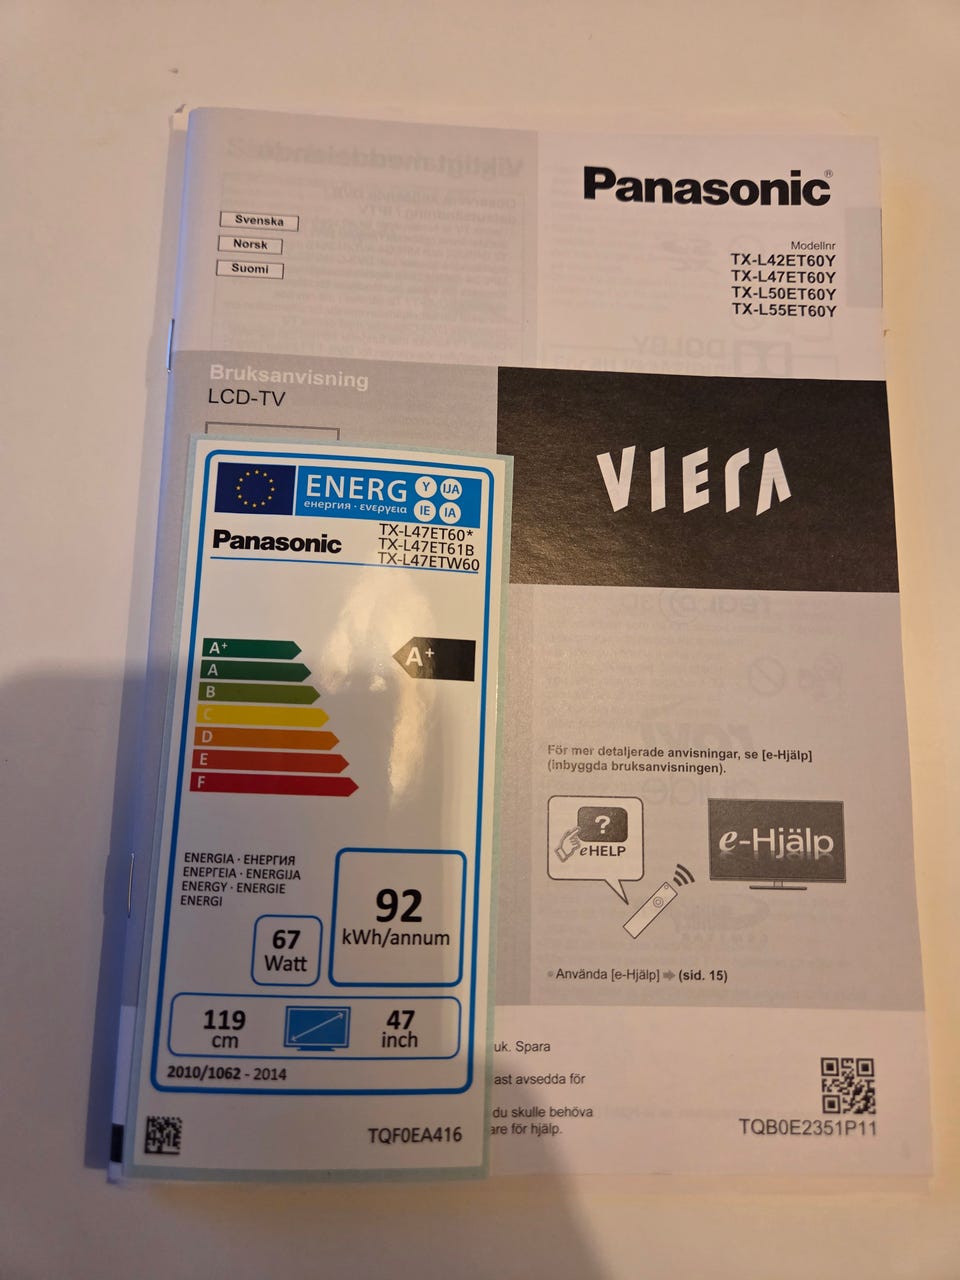 Panasonic®
Svenska
Norsk
Suomi
Modellnr
TX-L42ET60Y
TX-L47ET60Y
TX-L50ET60Y
TX-L55ET60Y
Bruksanvisning
LCD-TV
VIERA
För mer detaljerade anvisningar, se [e-Hjälp]
(inbyggda bruksanvisningen).
?
eHELP
e-Hjälp
Använda [e-Hjälp] ➡ (sid. 15)
uk. Spara
ast avsedda för
du skulle behöva
are för hjälp.
TQB0E2351P11
ENERG
Y IJA
IE IA
енергия · ενεργεια
Panasonic
TX-L47ET60*
TX-L47ET61B
TX-L47ETW60
A+
A
B
C
D
E
F
A+
ENERGIA · ЕНЕРГИЯ
ΕΝΕΡΓΕΙΑ · ENERGIJA
ENERGY · ENERGIE
ENERGI
92
kWh/annum
67
Watt
119
cm
47
inch
2010/1062 - 2014
TQF0EA416